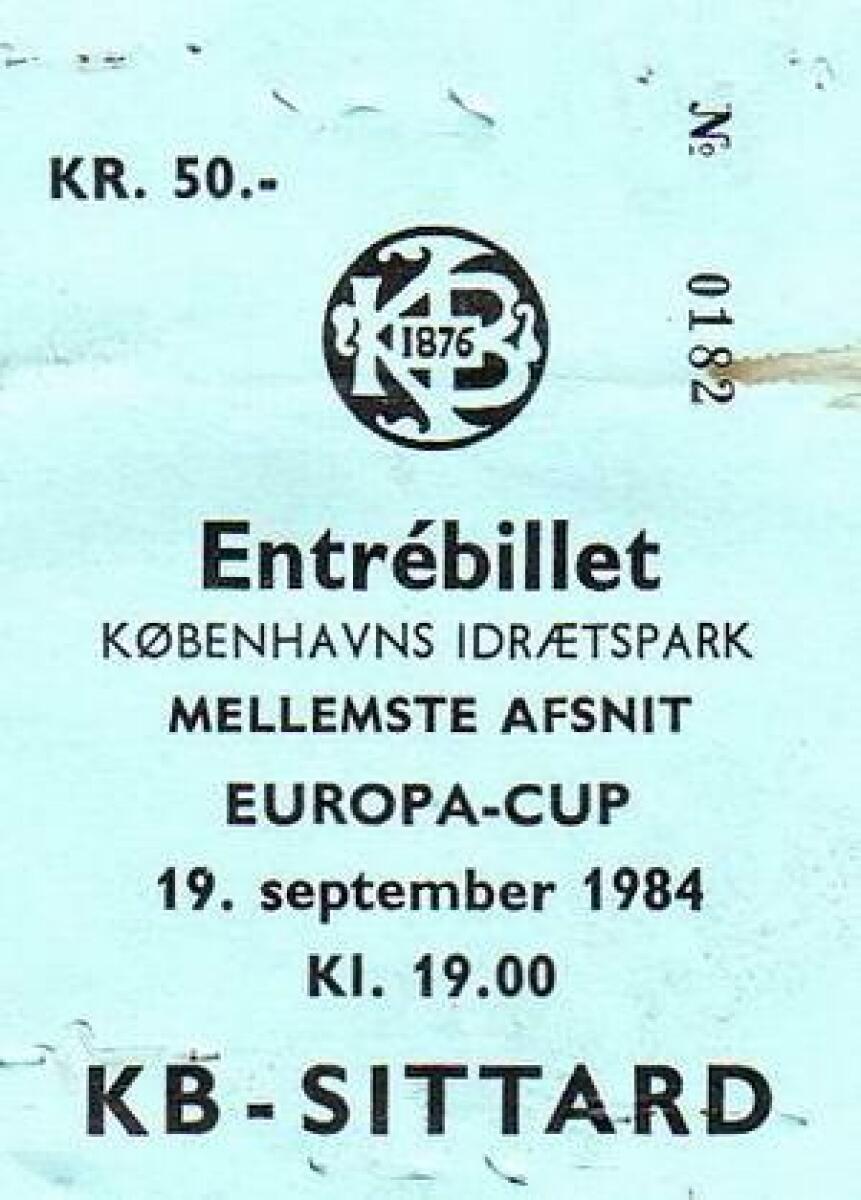 KR. 50.-
Nº 0182
KB
1876
Entrébillet
KØBENHAVNS IDRÆTSPARK
MELLEMSTE AFSNIT
EUROPA-CUP
19. september 1984
Kl. 19.00
KB - SITTARD